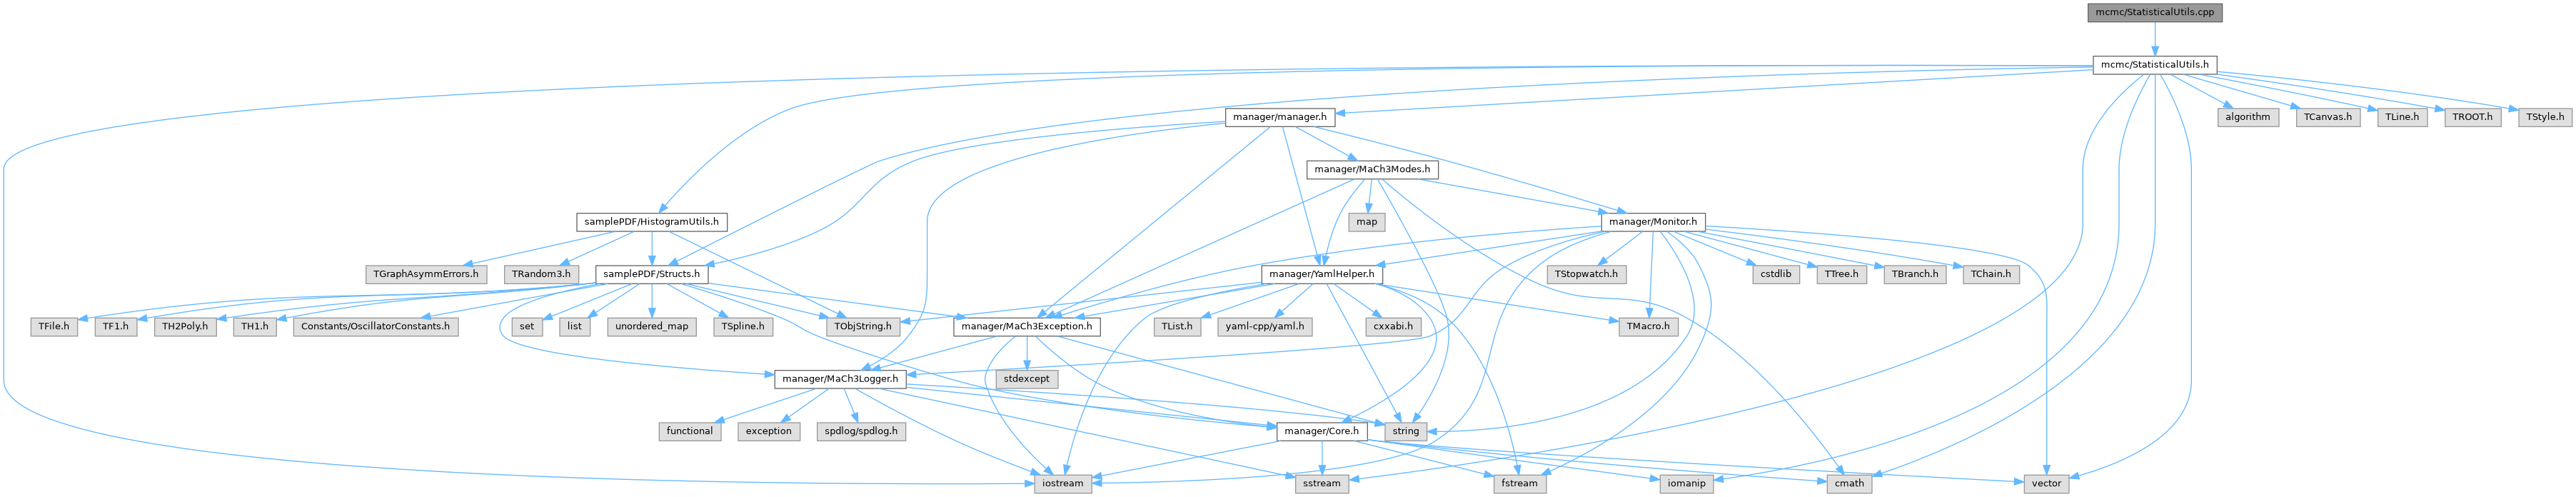 mcmc/StatisticalUtils.cpp
mcmc/StatisticalUtils.h
manager/manager.h
algorithm
TCanvas.h
TLine.h
TROOT.h
TStyle.h
manager/MaCh3Modes.h
samplePDF/HistogramUtils.h
map
manager/Monitor.h
TGraphAsymmErrors.h
TRandom3.h
samplePDF/Structs.h
manager/YamlHelper.h
TStopwatch.h
cstdlib
TTree.h
TBranch.h
TChain.h
TFile.h
TF1.h
TH2Poly.h
TH1.h
Constants/OscillatorConstants.h
set
list
unordered_map
TSpline.h
TObjString.h
manager/MaCh3Exception.h
TList.h
yaml-cpp/yaml.h
cxxabi.h
TMacro.h
manager/MaCh3Logger.h
stdexcept
functional
exception
spdlog/spdlog.h
manager/Core.h
string
iostream
sstream
fstream
iomanip
cmath
vector